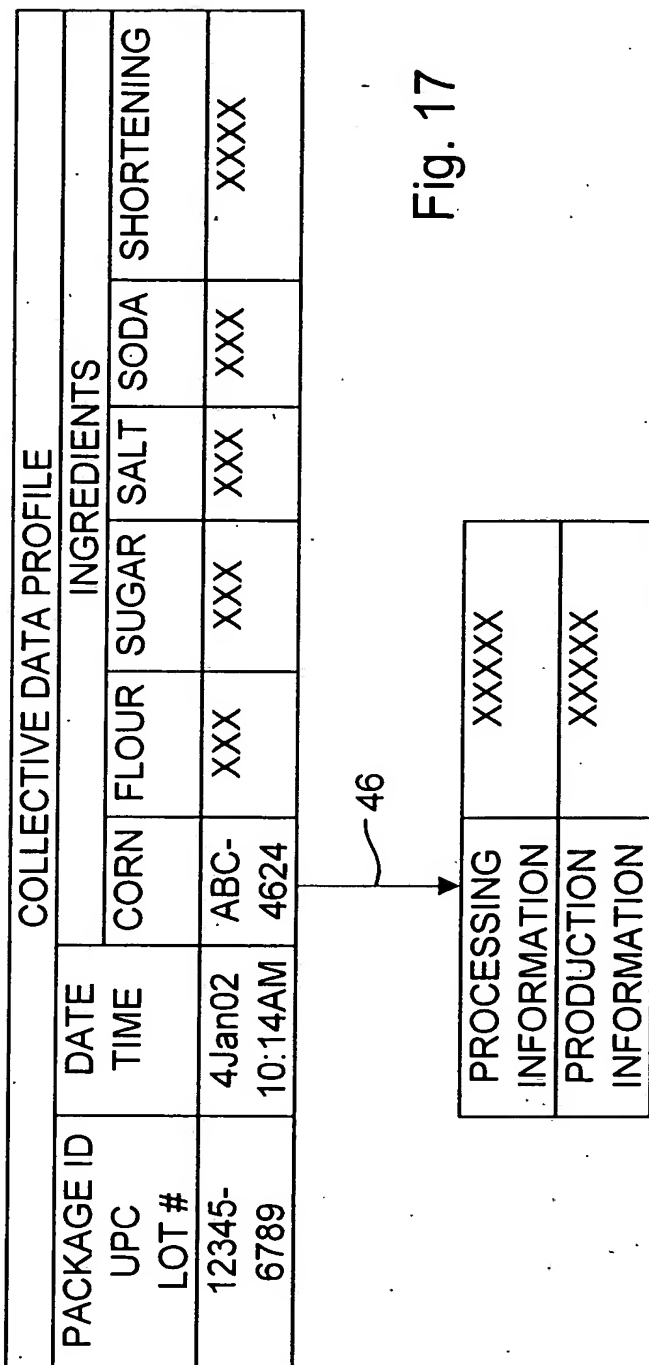 COLLECTIVE DATA PROFILE
PACKAGE ID
UPC
LOT #
DATE
TIME
INGREDIENTS
CORN FLOUR SUGAR SALT SODA SHORTENING
12345-
6789
4Jan02
10:14AM
ABC-
4624
XXX XXX XXX XXX XXXX
46
PROCESSING
INFORMATION
XXXXX
PRODUCTION
INFORMATION
XXXXX
Fig. 17